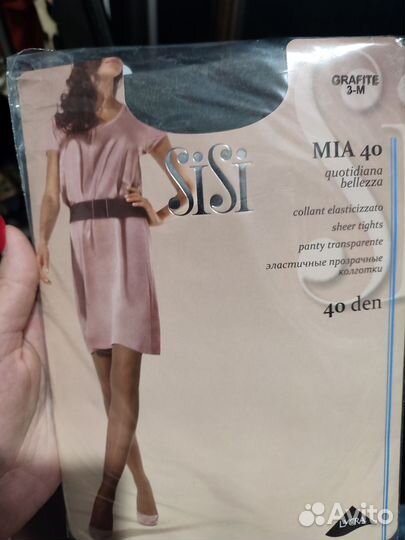 GRAFITE
3-M
SiSi
MIA 40
quotidiana
bellezza
collant elasticizzato
sheer tights
panty transparente
эластичные прозрачные
колготки
40 den
LYCRA
Avito